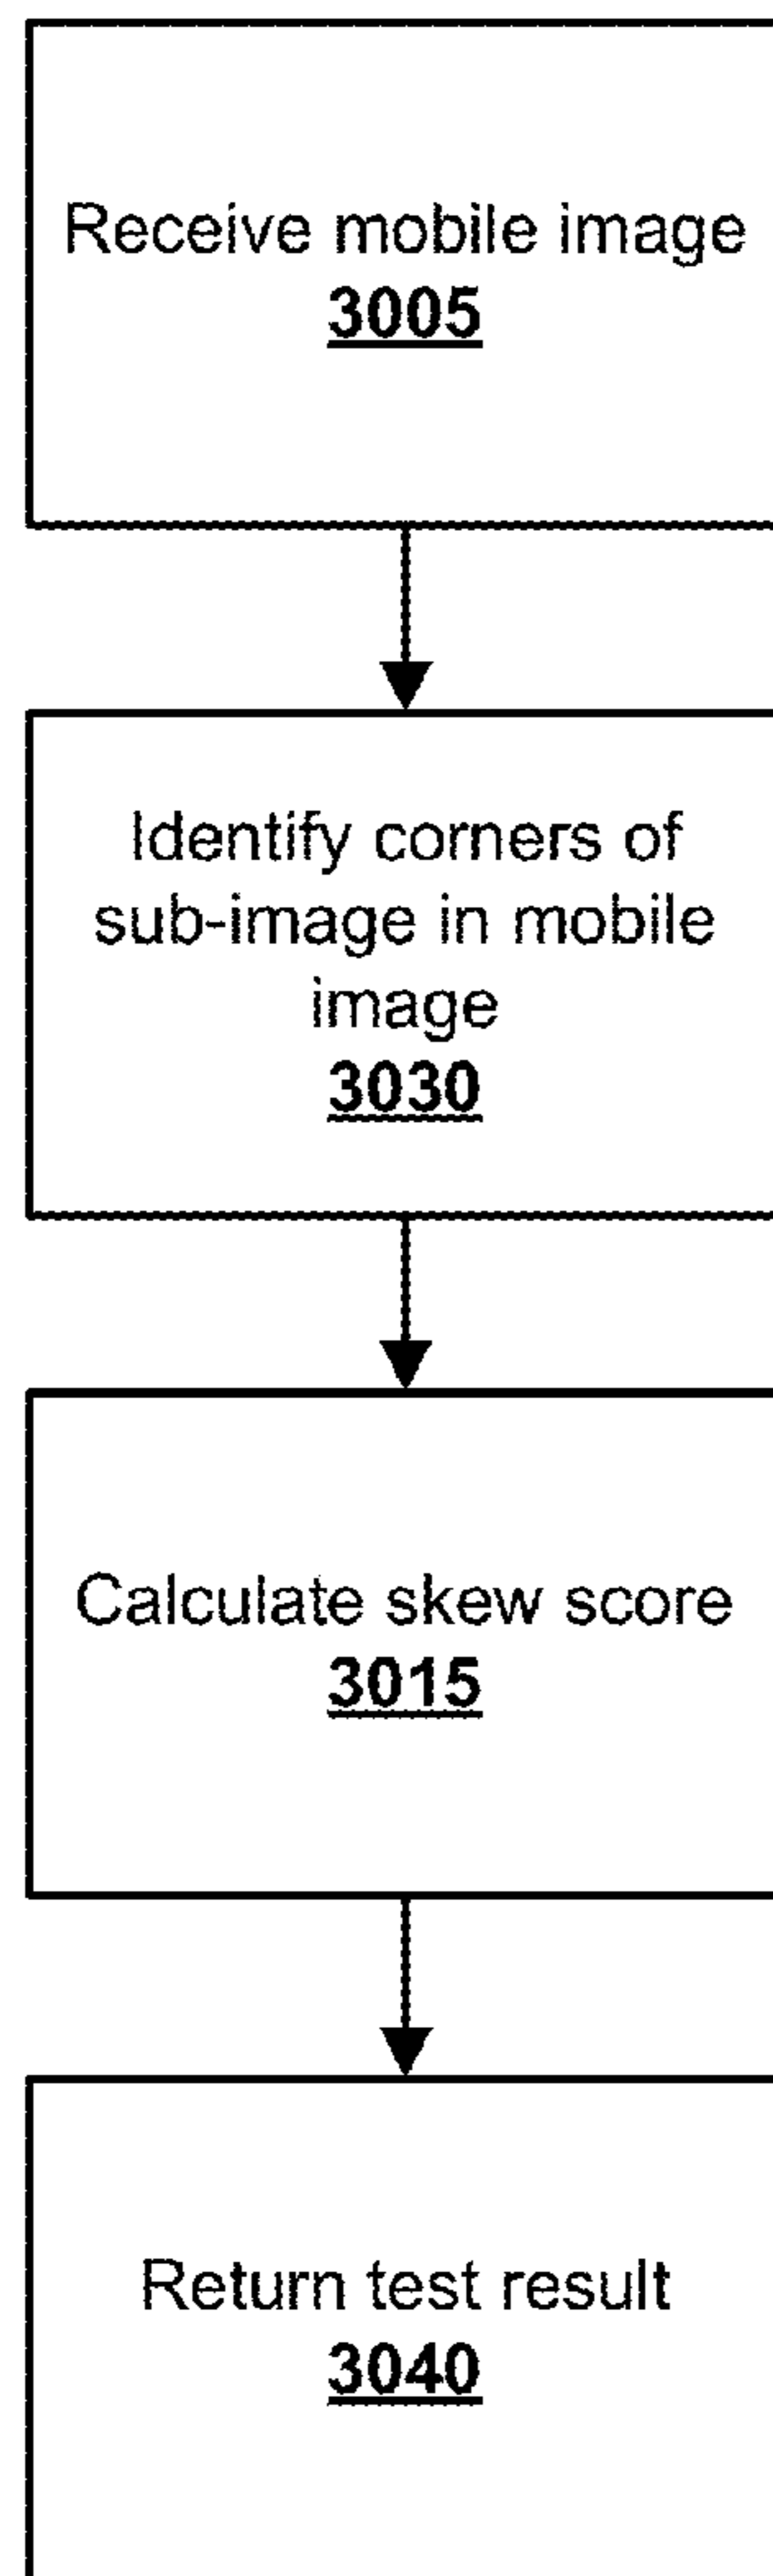 Receive mobile image
3005
Identify corners of
sub-image in mobile
image
3030
Calculate skew score
3015
Return test result
3040